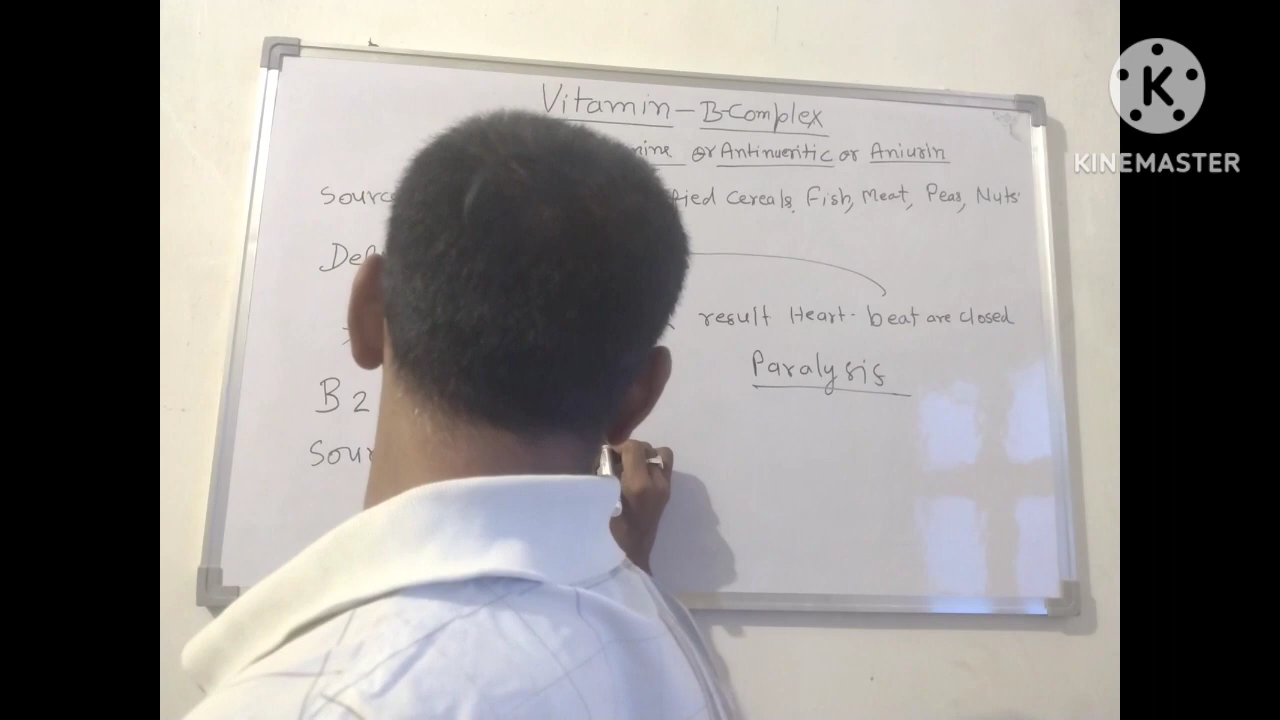 Vitamin - B-Complex
mine or Antinueritic or Aniurin
Sourc fied Cereals, Fish, Meat, Peas, Nuts
Def
result Heart. beat are closed
Paralysis
B2
Sour
K
KINEMASTER